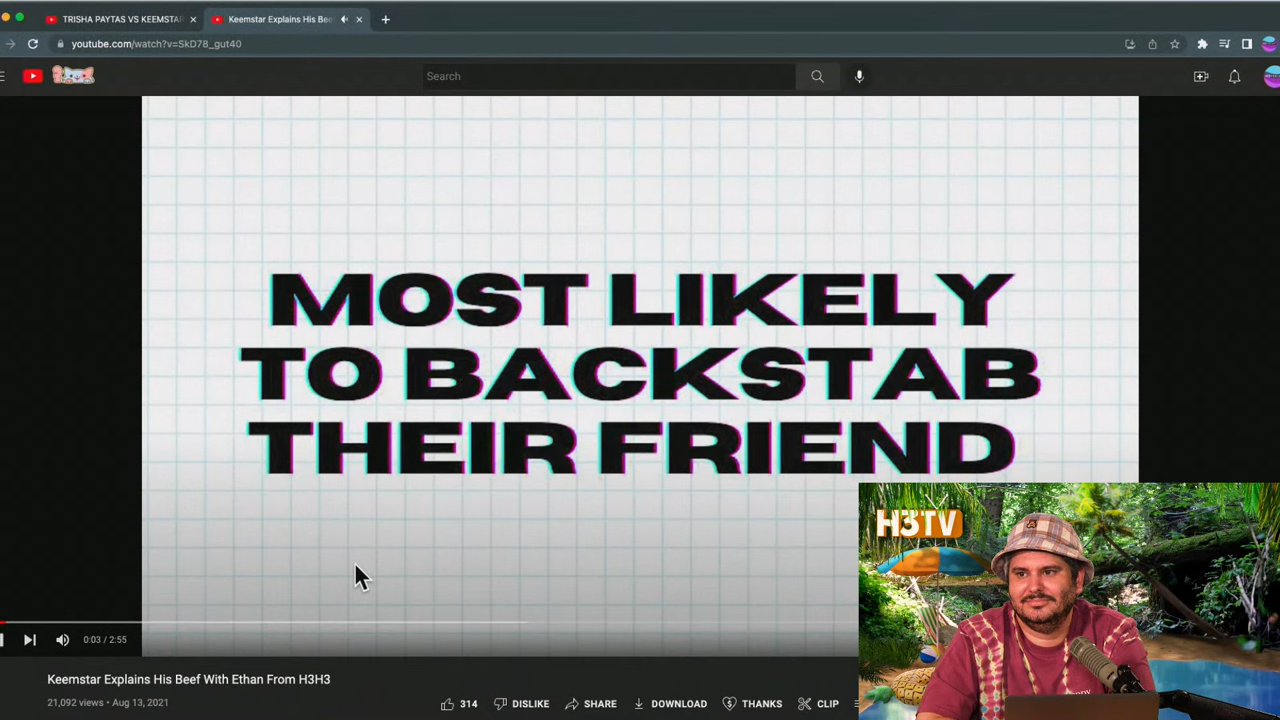 TRISHA PAYTAS VS KEEMSTAR
Keemstar Explains His Bee
youtube.com/watch?v=SkD78_gut40
Search
MOST LIKELY
TO BACKSTAB
THEIR FRIEND
H3TV
0:03 / 2:55
Keemstar Explains His Beef With Ethan From H3H3
21,092 views • Aug 13, 2021
314
DISLIKE
SHARE
DOWNLOAD
THANKS
CLIP